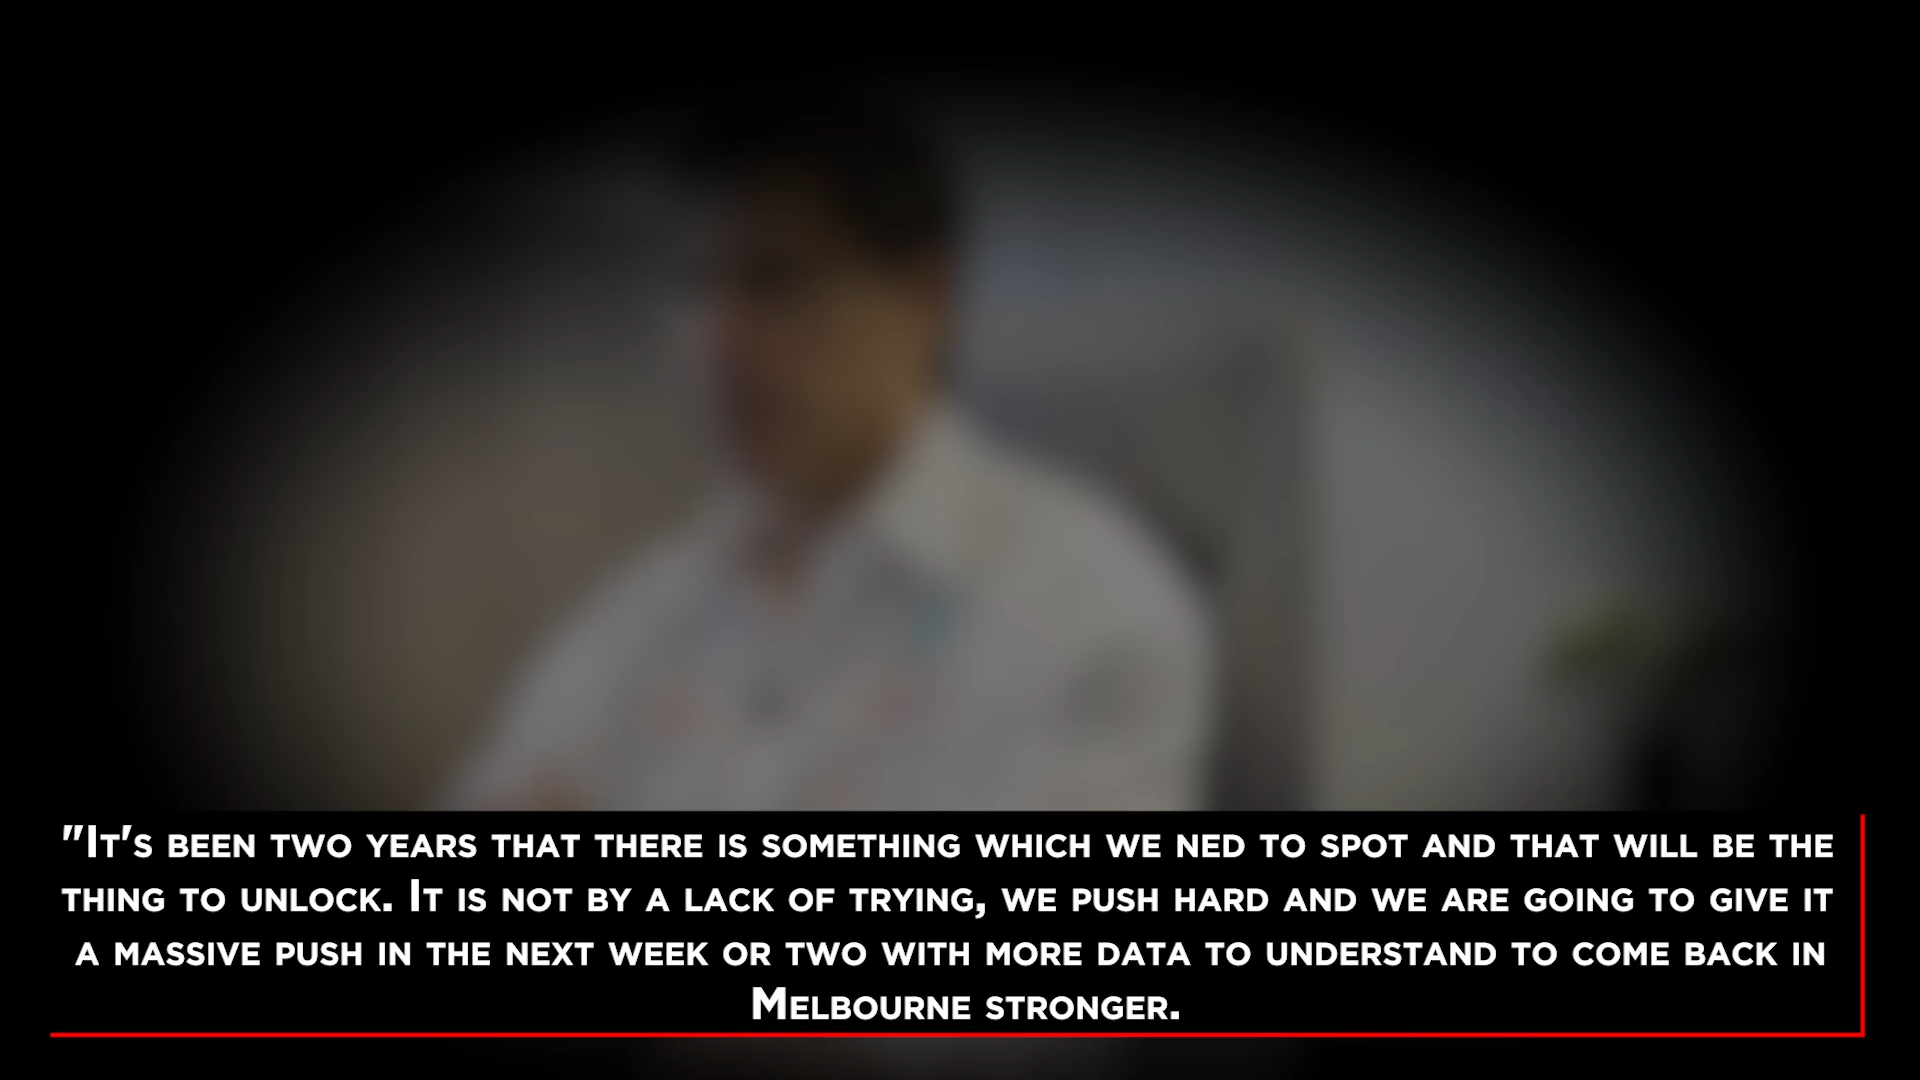 "It's been two years that there is something which we ned to spot and that will be the
thing to unlock. It is not by a lack of trying, we push hard and we are going to give it
a massive push in the next week or two with more data to understand to come back in
Melbourne stronger.